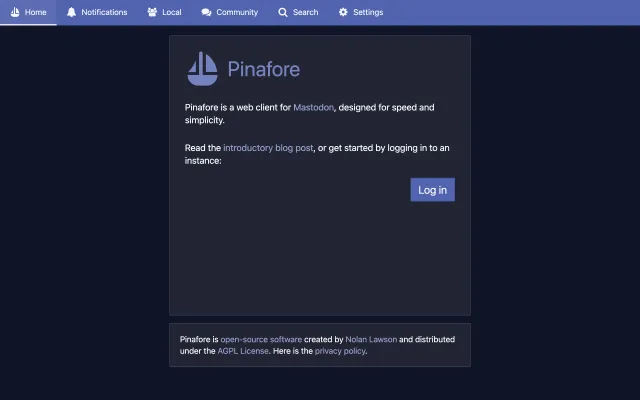 Home Notifications Local Community Search Settings
Pinafore
Pinafore is a web client for Mastodon, designed for speed and
simplicity.
Read the introductory blog post, or get started by logging in to an
instance:
Log in
Pinafore is open-source software created by Nolan Lawson and distributed
under the AGPL License. Here is the privacy policy.